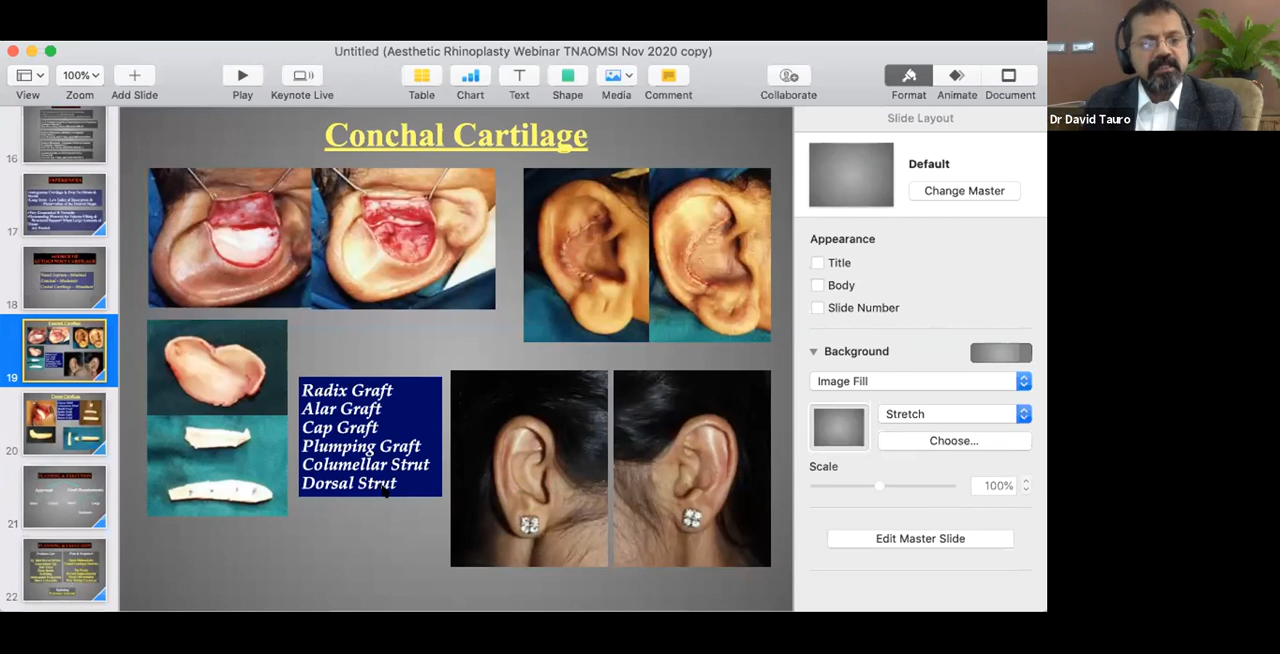 Untitled (Aesthetic Rhinoplasty Webinar TNAOMSI Nov 2020 copy)
100%
View
Zoom
Add Slide
Play
Keynote Live
Table
Chart
Text
Shape
Media
Comment
Collaborate
Format
Animate
Document
Dr David Tauro
16
17
18
19
20
21
22
Conchal Cartilage
Radix Graft
Alar Graft
Cap Graft
Plumping Graft
Columellar Strut
Dorsal Strut
Slide Layout
Default
Change Master
Appearance
Title
Body
Slide Number
Background
Image Fill
Stretch
Choose...
Scale
100%
Edit Master Slide